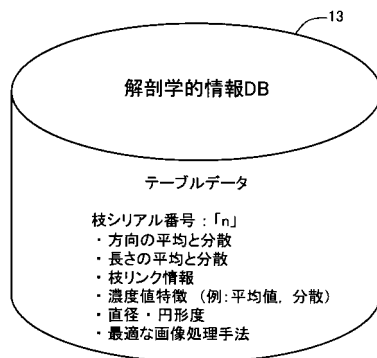 13
解剖学的情報DB
テーブルデータ
枝シリアル番号：「n」
・方向の平均と分散
・長さの平均と分散
・枝リンク情報
・濃度値特徴 （例：平均値，分散）
・直径・円形度
・最適な画像処理手法